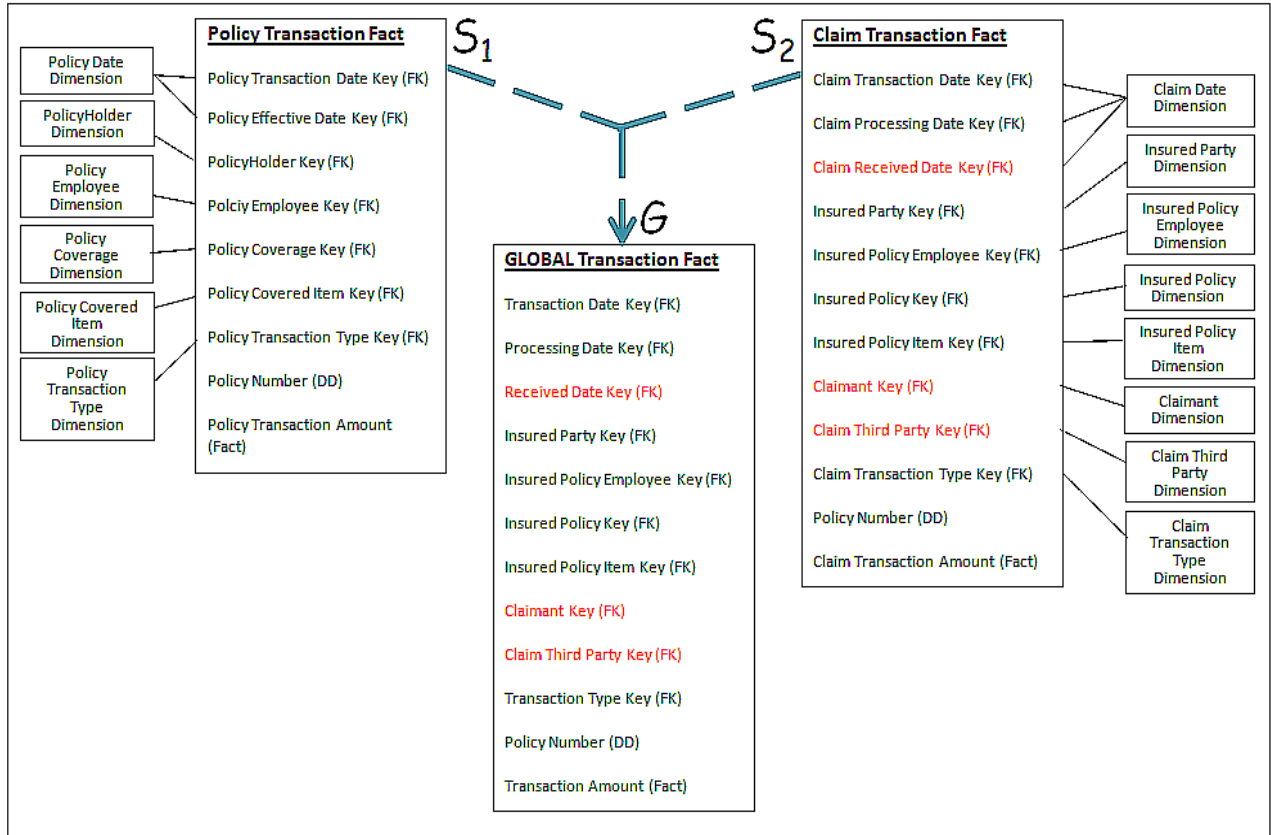 Policy Date
Dimension
PolicyHolder
Dimension
Policy
Employee
Dimension
Policy
Coverage
Dimension
Policy Covered
Item
Dimension
Policy
Transaction
Type
Dimension
Policy Transaction Fact
Policy Transaction Date Key (FK)
Policy Effective Date Key (FK)
PolicyHolder Key (FK)
Polciy Employee Key (FK)
Policy Coverage Key (FK)
Policy Covered Item Key (FK)
Policy Transaction Type Key (FK)
Policy Number (DD)
Policy Transaction Amount
(Fact)
S1
S2
G
GLOBAL Transaction Fact
Transaction Date Key (FK)
Processing Date Key (FK)
Received Date Key (FK)
Insured Party Key (FK)
Insured Policy Employee Key (FK)
Insured Policy Key (FK)
Insured Policy Item Key (FK)
Claimant Key (FK)
Claim Third Party Key (FK)
Transaction Type Key (FK)
Policy Number (DD)
Transaction Amount (Fact)
Claim Transaction Fact
Claim Transaction Date Key (FK)
Claim Processing Date Key (FK)
Claim Received Date Key (FK)
Insured Party Key (FK)
Insured Policy Employee Key (FK)
Insured Policy Key (FK)
Insured Policy Item Key (FK)
Claimant Key (FK)
Claim Third Party Key (FK)
Claim Transaction Type Key (FK)
Policy Number (DD)
Claim Transaction Amount (Fact)
Claim Date
Dimension
Insured Party
Dimension
Insured Policy
Employee
Dimension
Insured Policy
Dimension
Insured Policy
Item
Dimension
Claimant
Dimension
Claim Third
Party
Dimension
Claim
Transaction
Type
Dimension